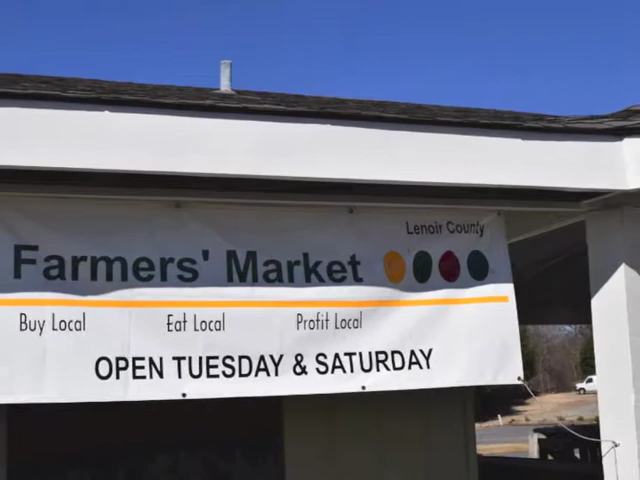 Lenoir County
Farmers' Market
Buy Local Eat Local Profit Local
OPEN TUESDAY & SATURDAY